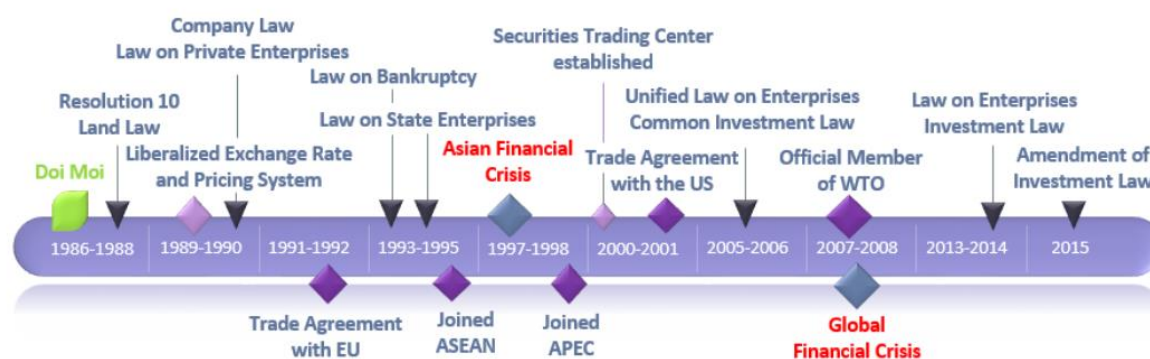 Company Law
Law on Private Enterprises
Securities Trading Center
established
Law on Bankruptcy
Resolution 10
Land Law
Unified Law on Enterprises
Common Investment Law
Law on Enterprises
Investment Law
Law on State Enterprises
Liberalized Exchange Rate
and Pricing System
Asian Financial
Crisis
Trade Agreement
with the US
Official Member
of WTO
Amendment of
Investment Law
Doi Moi
1986-1988
1989-1990
1991-1992
1993-1995
1997-1998
2000-2001
2005-2006
2007-2008
2013-2014
2015
Trade Agreement
with EU
Joined
ASEAN
Joined
APEC
Global
Financial Crisis